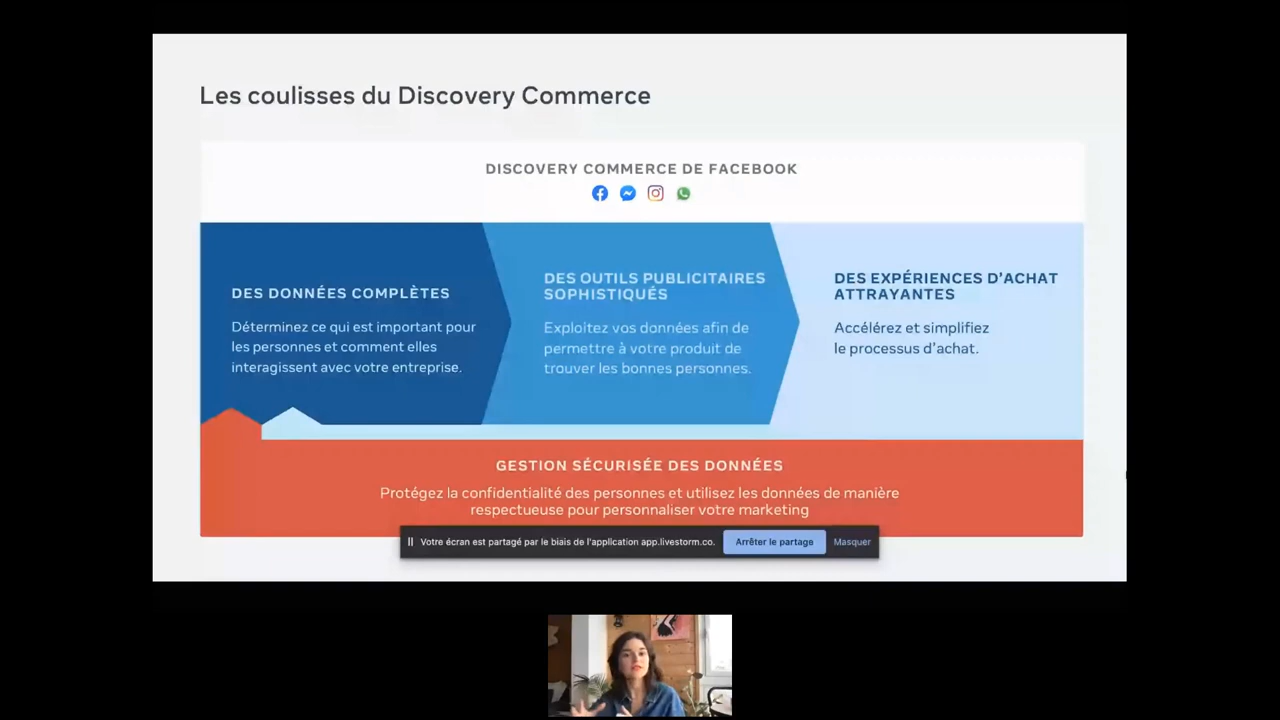 Les coulisses du Discovery Commerce
DISCOVERY COMMERCE DE FACEBOOK
DES DONNÉES COMPLÈTES
Déterminez ce qui est important pour
les personnes et comment elles
interagissent avec votre entreprise.
DES OUTILS PUBLICITAIRES
SOPHISTIQUÉS
Exploitez vos données afin de
permettre à votre produit de
trouver les bonnes personnes.
DES EXPÉRIENCES D'ACHAT
ATTRAYANTES
Accélérez et simplifiez
le processus d'achat.
GESTION SÉCURISÉE DES DONNÉES
Protégez la confidentialité des personnes et utilisez les données de manière
respectueuse pour personnaliser votre marketing
Votre écran est partagé par le biais de l'application app.livestorm.co.
Arrêter le partage
Masquer